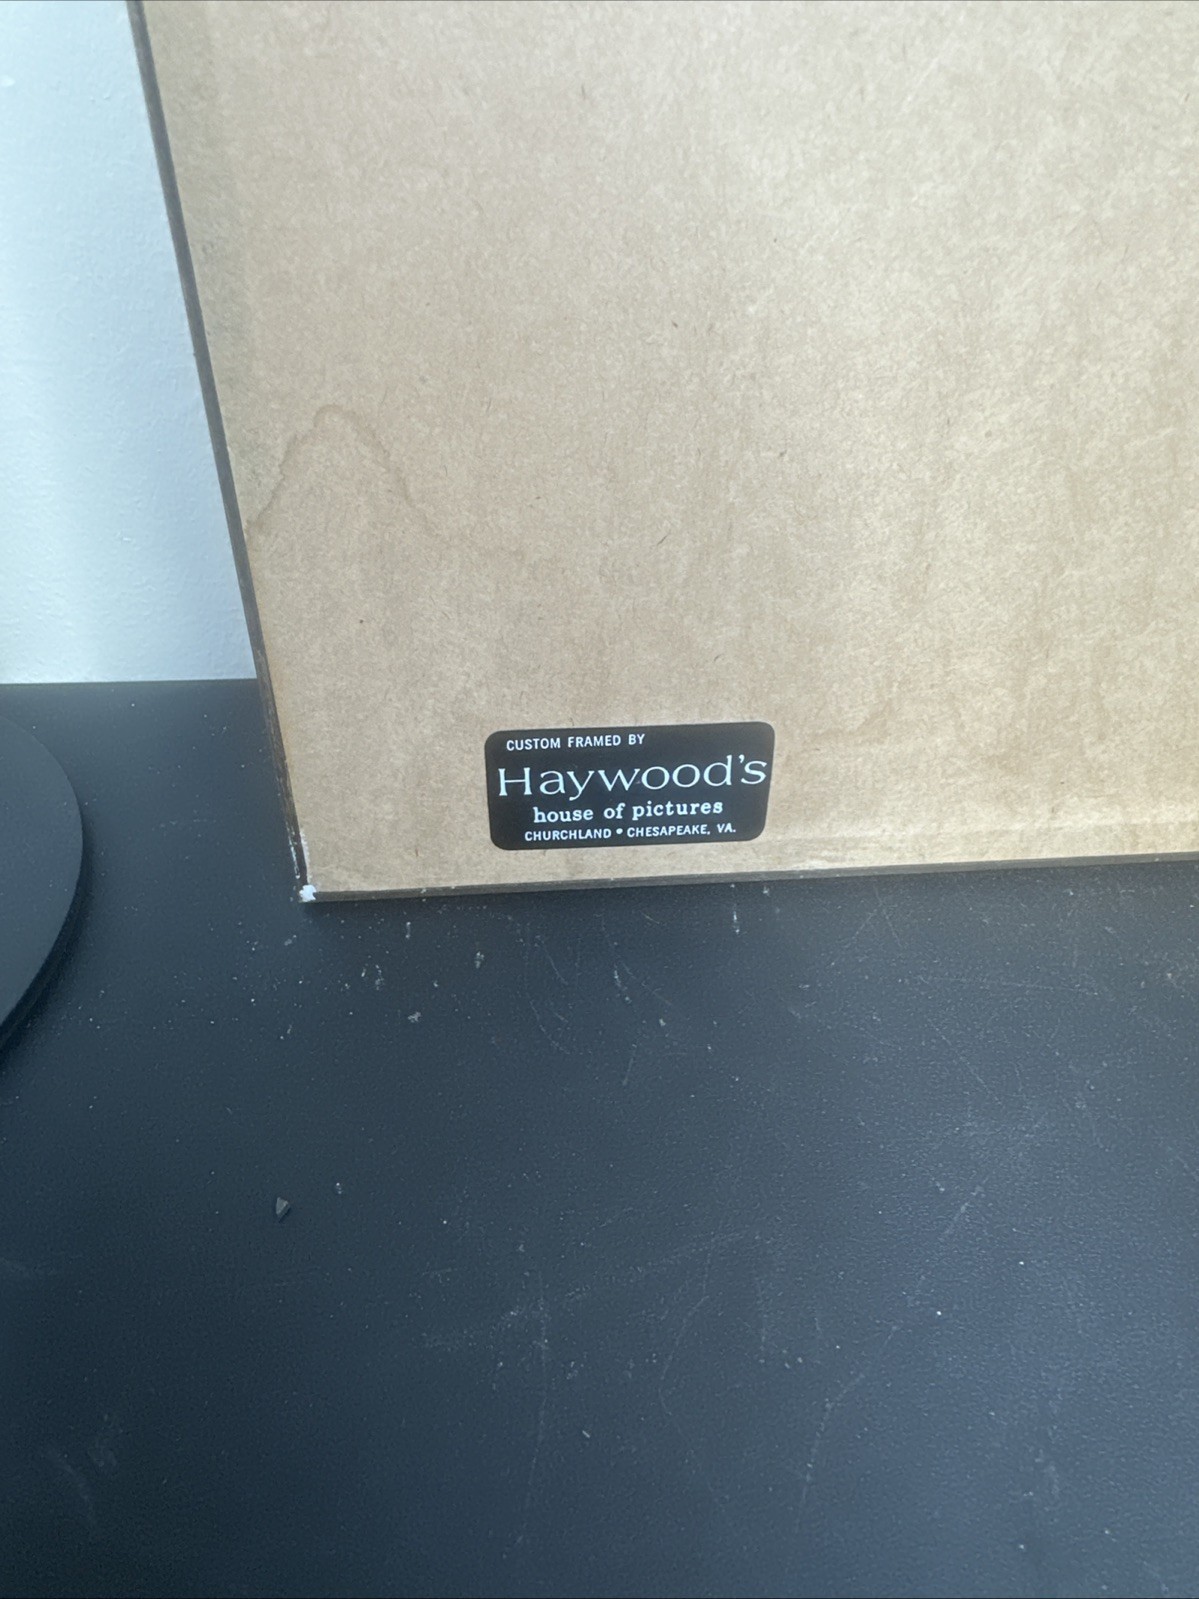 CUSTOM FRAMED BY
Haywood's
house of pictures
CHURCHLAND • CHESAPEAKE, VA.